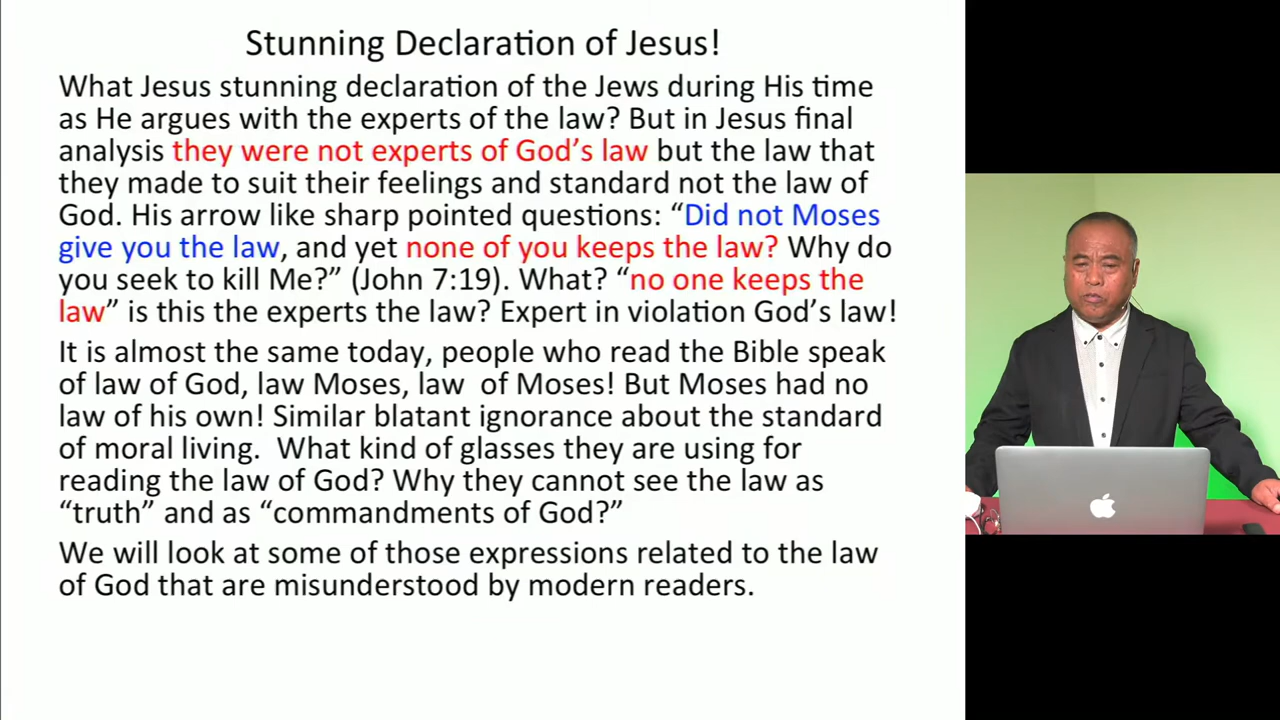 Stunning Declaration of Jesus!
What Jesus stunning declaration of the Jews during His time
as He argues with the experts of the law? But in Jesus final
analysis they were not experts of God’s law but the law that
they made to suit their feelings and standard not the law of
God. His arrow like sharp pointed questions: “Did not Moses
give you the law, and yet none of you keeps the law? Why do
you seek to kill Me?” (John 7:19). What? “no one keeps the
law” is this the experts the law? Expert in violation God’s law!
It is almost the same today, people who read the Bible speak
of law of God, law Moses, law  of Moses! But Moses had no
law of his own! Similar blatant ignorance about the standard
of moral living.  What kind of glasses they are using for
reading the law of God? Why they cannot see the law as
“truth” and as “commandments of God?”
We will look at some of those expressions related to the law
of God that are misunderstood by modern readers.